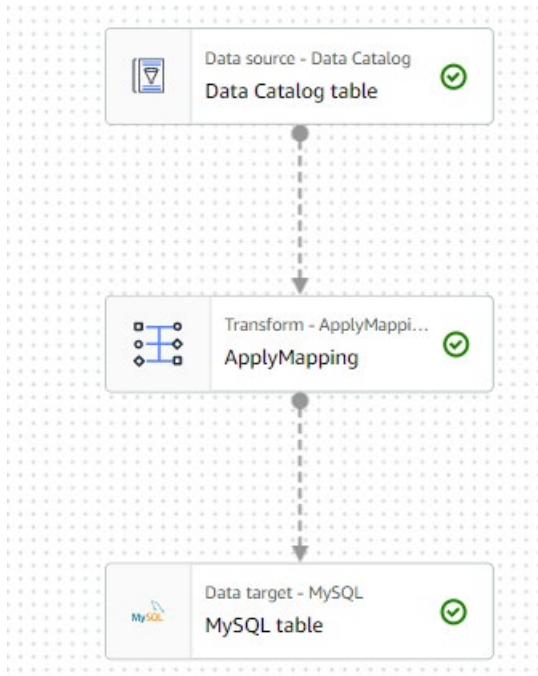 Data source - Data Catalog
Data Catalog table
Transform - ApplyMappi...
ApplyMapping
Data target - MySQL
MySQL
MySQL table